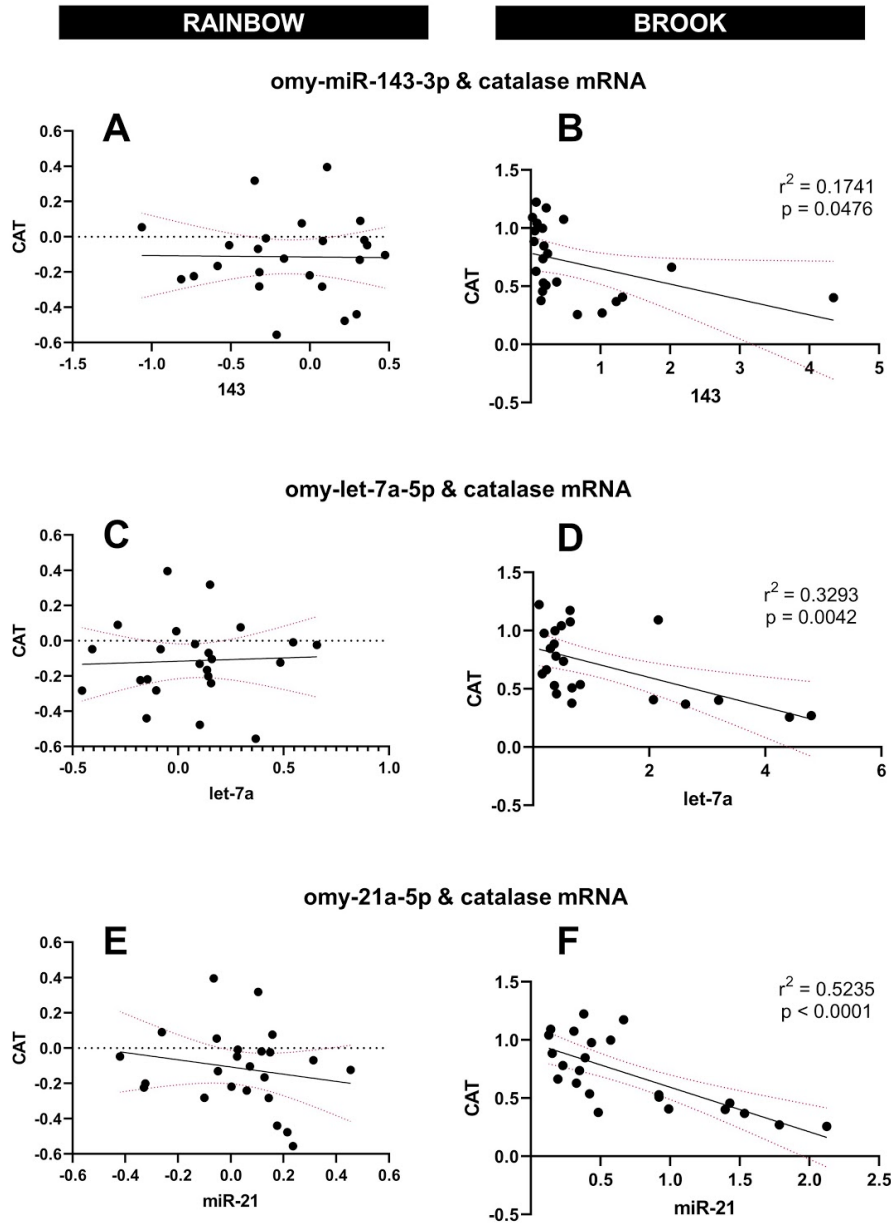 RAINBOW
BROOK
omy-miR-143-3p & catalase mRNA
A
0.6
0.4
0.2
0.0
-0.2
-0.4
-0.6
CAT
-1.5 -1.0 -0.5 0.0 0.5
143
B
1.5
1.0
0.5
0.0
-0.5
CAT
r² = 0.1741
p = 0.0476
1 2 3 4 5
143
omy-let-7a-5p & catalase mRNA
C
0.6
0.4
0.2
0.0
-0.2
-0.4
-0.6
CAT
-0.5 0.0 0.5 1.0
let-7a
D
1.5
1.0
0.5
0.0
-0.5
CAT
r² = 0.3293
p = 0.0042
2 4 6
let-7a
omy-21a-5p & catalase mRNA
E
0.6
0.4
0.2
0.0
-0.2
-0.4
-0.6
CAT
-0.6 -0.4 -0.2 0.0 0.2 0.4 0.6
miR-21
F
1.5
1.0
0.5
0.0
-0.5
CAT
r² = 0.5235
p < 0.0001
0.5 1.0 1.5 2.0 2.5
miR-21